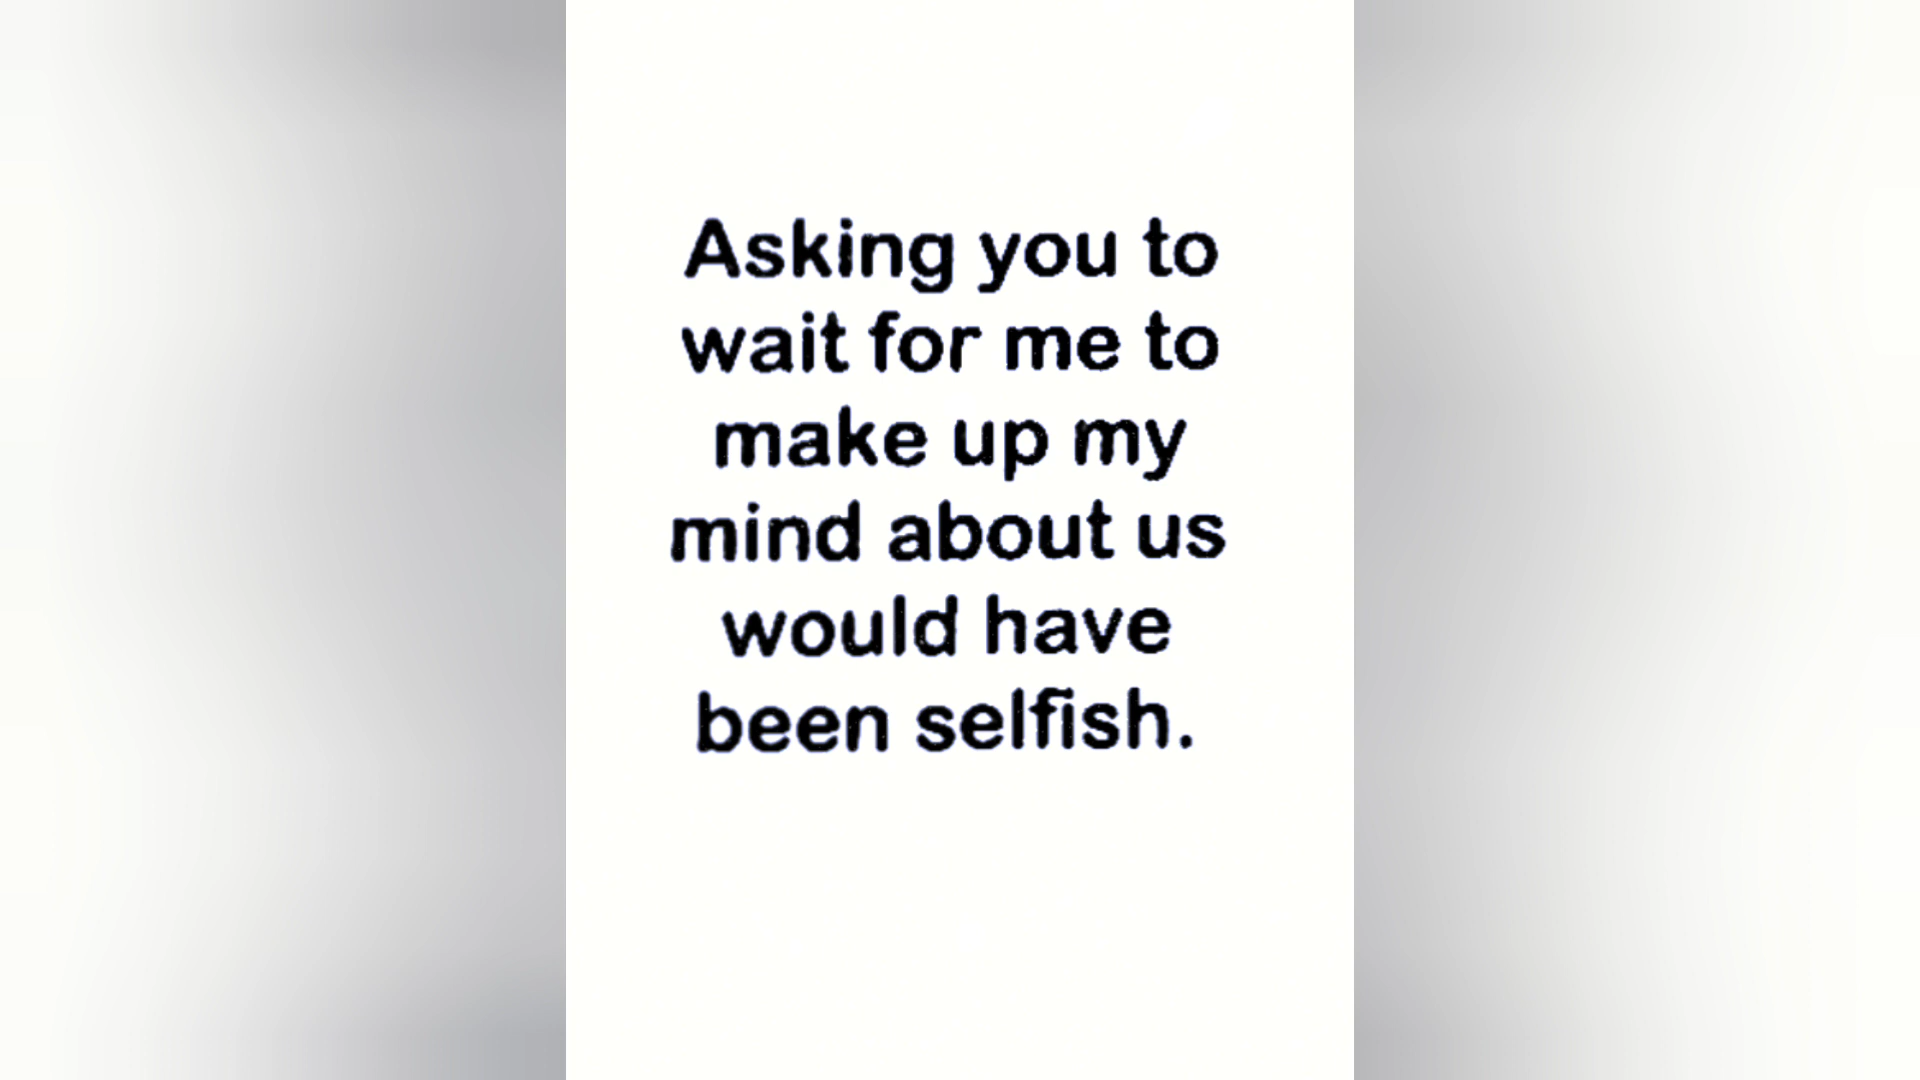 Asking you to
wait for me to
make up my
mind about us
would have
been selfish.